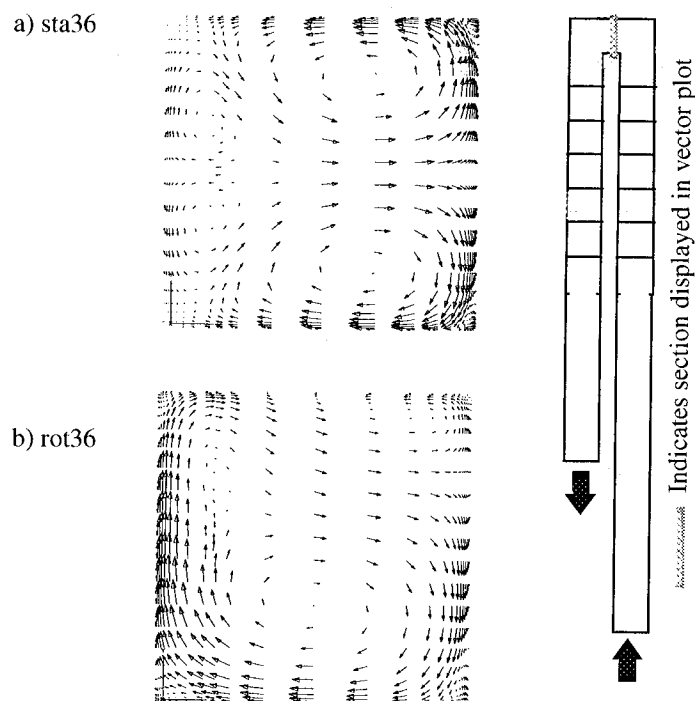 a) sta36
b) rot36
Indicates section displayed in vector plot